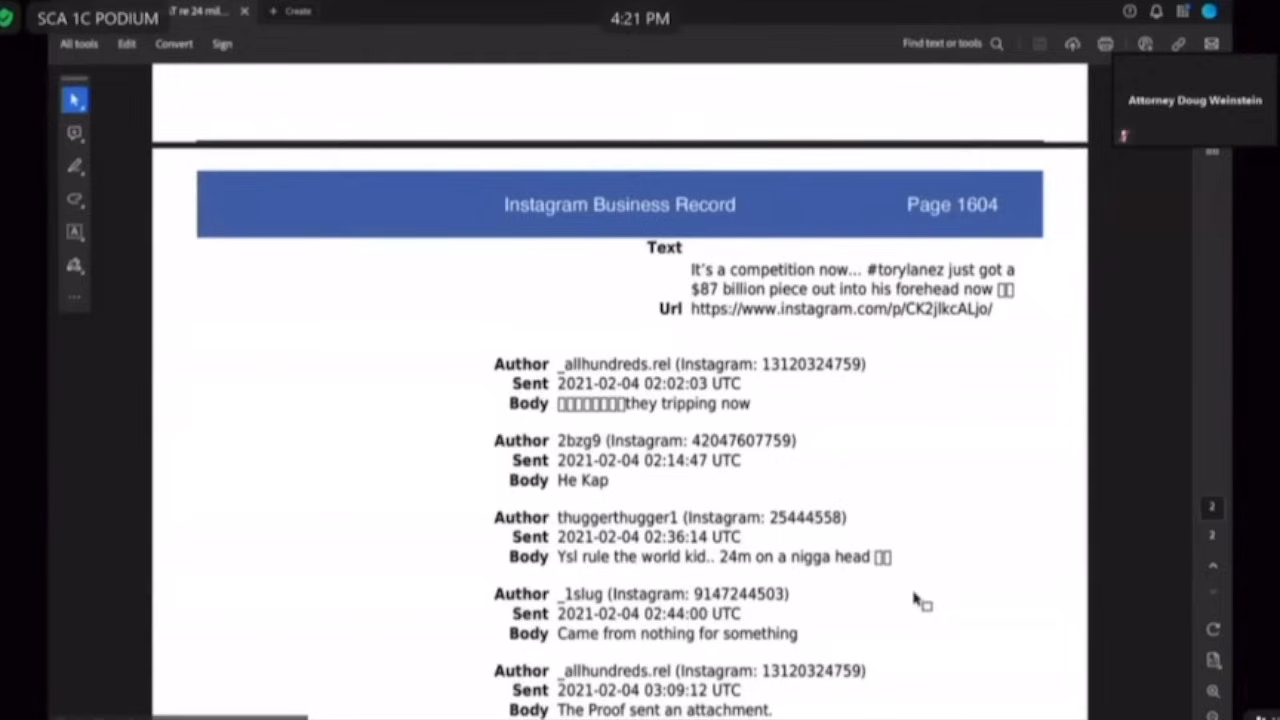 SCA 1C PODIUM
T re 24 mil...
Create
4:21 PM
All tools
Edit
Convert
Sign
Find text or tools
Attorney Doug Weinstein
Instagram Business Record
Page 1604
Text
It's a competition now... #torylanez just got a
$87 billion piece out into his forehead now
Url https://www.instagram.com/p/CK2jlkcALjo/
Author _allhundreds.rel (Instagram: 13120324759)
Sent 2021-02-04 02:02:03 UTC
Body they tripping now
Author 2bzg9 (Instagram: 42047607759)
Sent 2021-02-04 02:14:47 UTC
Body He Kap
Author thuggerthugger1 (Instagram: 25444558)
Sent 2021-02-04 02:36:14 UTC
Body Ysl rule the world kid.. 24m on a nigga head
Author _1slug (Instagram: 9147244503)
Sent 2021-02-04 02:44:00 UTC
Body Came from nothing for something
Author _allhundreds.rel (Instagram: 13120324759)
Sent 2021-02-04 03:09:12 UTC
Body The Proof sent an attachment.
2
2